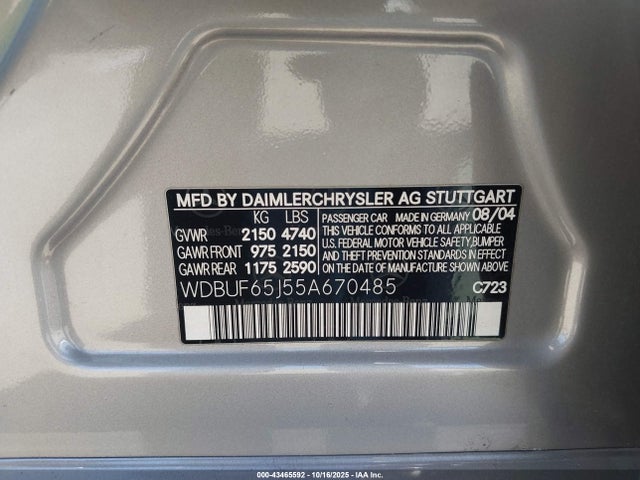 MFD BY DAIMLERCHRYSLER AG STUTTGART
KG LBS
GVWR 2150 4740
GAWR FRONT 975 2150
GAWR REAR 1175 2590
PASSENGER CAR MADE IN GERMANY 08/04
THIS VEHICLE CONFORMS TO ALL APPLICABLE
U.S. FEDERAL MOTOR VEHICLE SAFETY, BUMPER
AND THEFT PREVENTION STANDARDS IN EFFECT
ON THE DATE OF MANUFACTURE SHOWN ABOVE
WDBUF65J55A670485 C723
000-43465592 - 10/16/2025 - IAA Inc.